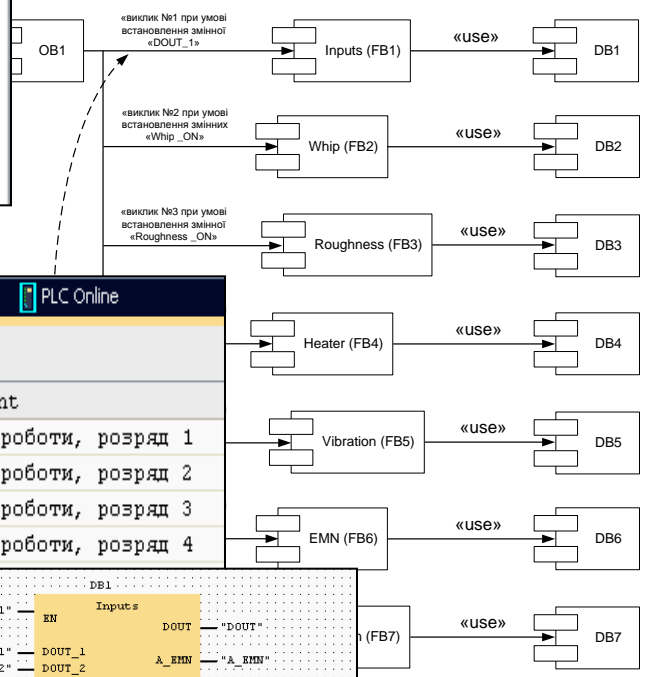 «виклик №1 при умові
встановлення змінної
«DOUT_1»
OB1
Inputs (FB1)
«use»
DB1
«виклик №2 при умові
встановлення змінних
«Whip _ON»
Whip (FB2)
«use»
DB2
«виклик №3 при умові
встановлення змінної
«Roughness _ON»
Roughness (FB3)
«use»
DB3
PLC Online
Heater (FB4)
«use»
DB4
роботи, розряд 1
роботи, розряд 2
роботи, розряд 3
роботи, розряд 4
Vibration (FB5)
«use»
DB5
EMN (FB6)
«use»
DB6
DB1
Inputs
EN
DOUT "DOUT"
DOUT_1
A_EMN "A_EMN"
DOUT_2
(FB7)
«use»
DB7